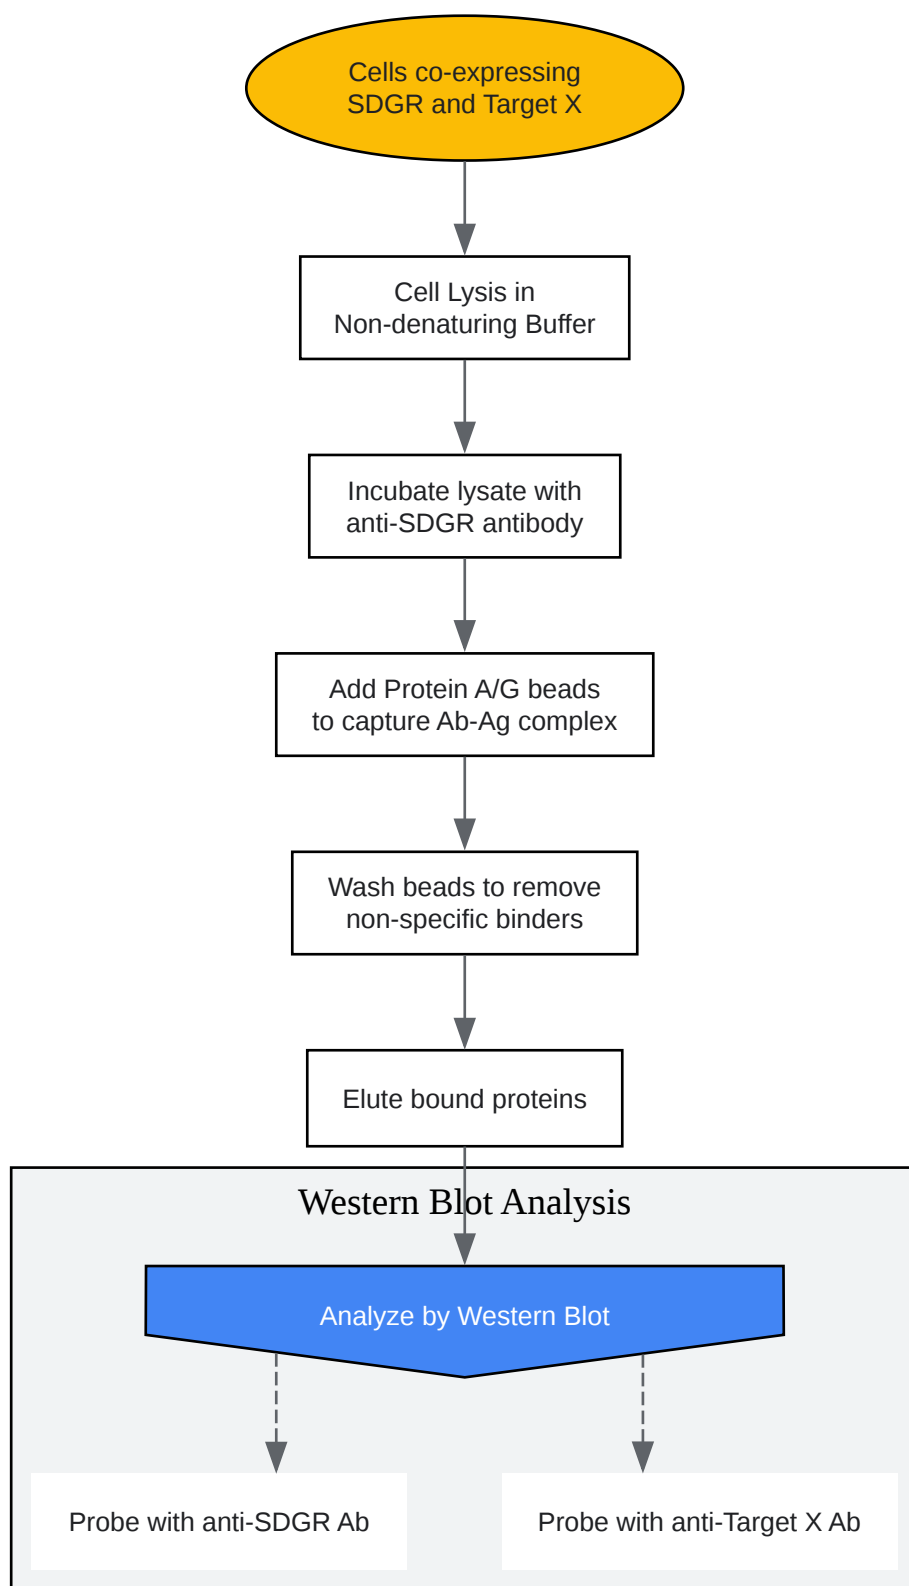 Cells co-expressing
SDGR and Target X
Cell Lysis in
Non-denaturing Buffer
Incubate lysate with
anti-SDGR antibody
Add Protein A/G beads
to capture Ab-Ag complex
Wash beads to remove
non-specific binders
Elute bound proteins
Western Blot Analysis
Analyze by Western Blot
Probe with anti-SDGR Ab
Probe with anti-Target X Ab